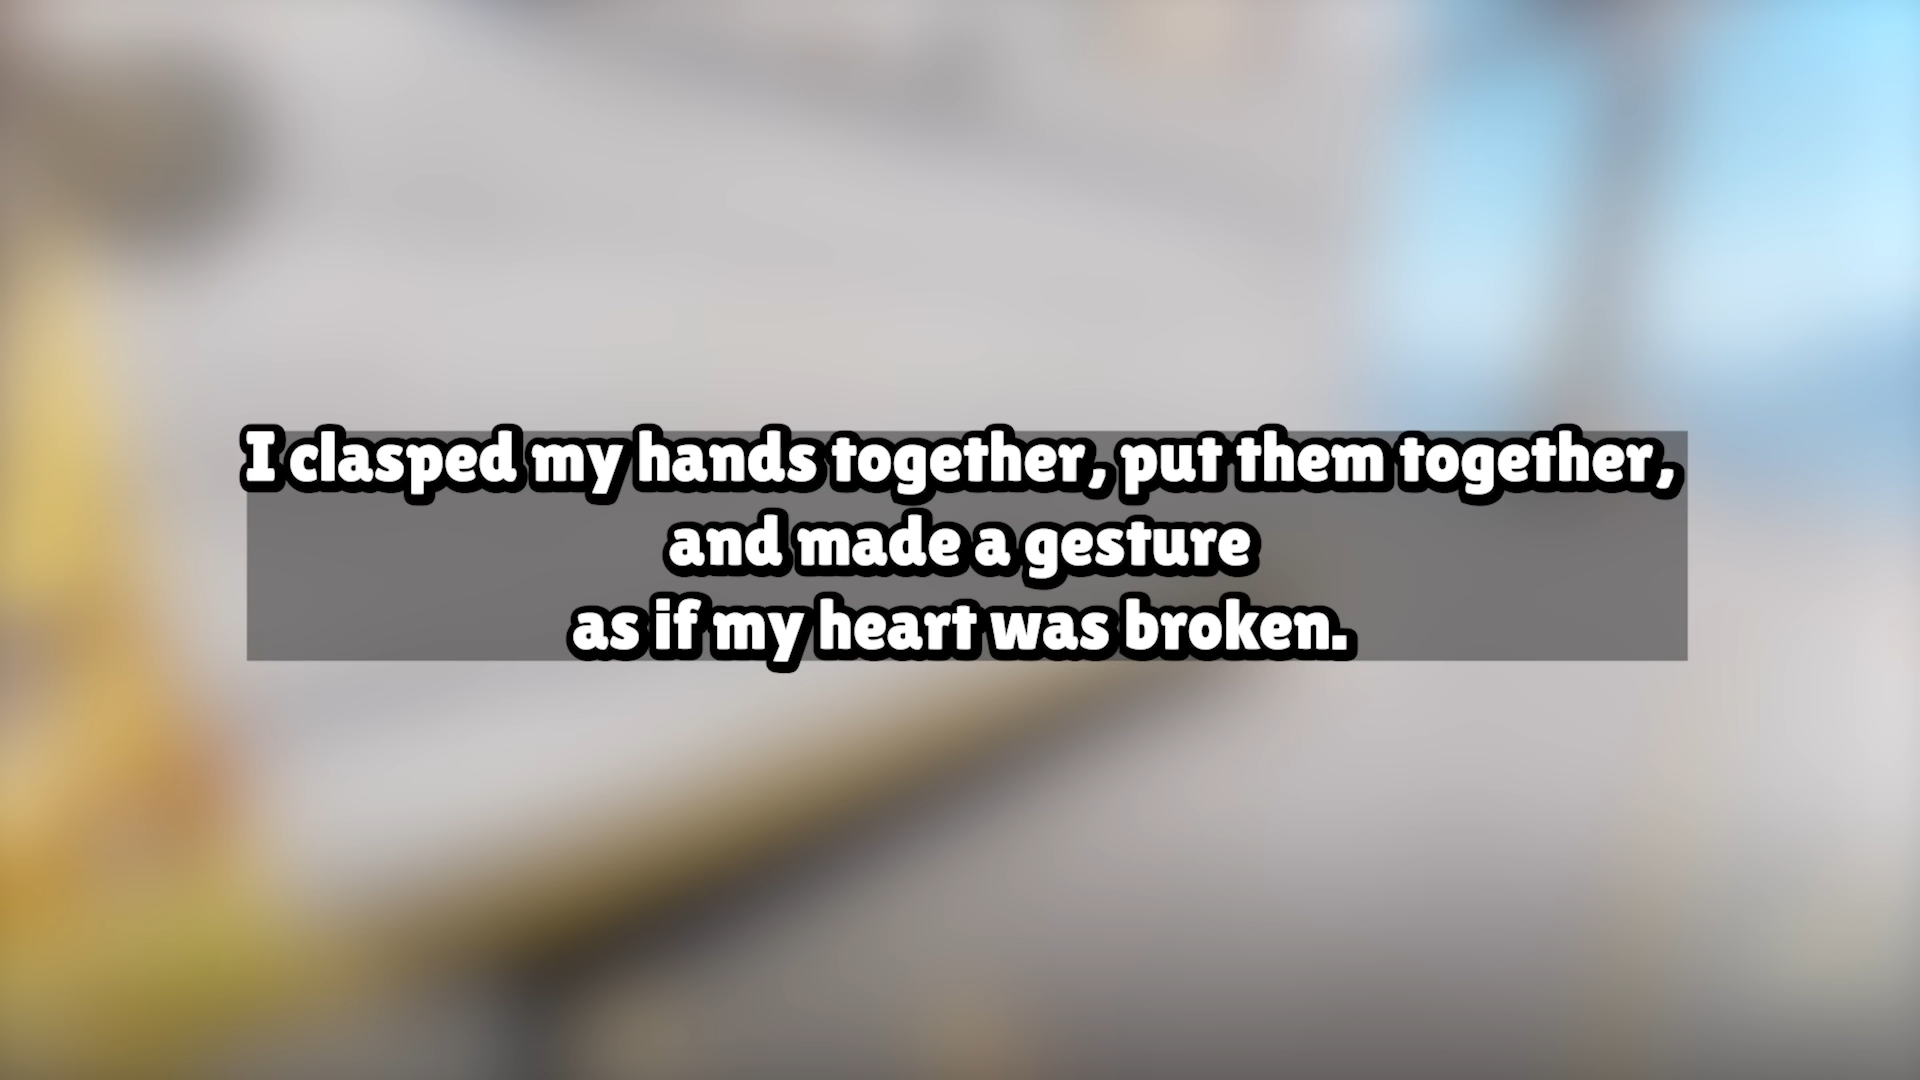 I clasped my hands together, put them together,
and made a gesture
as if my heart was broken.